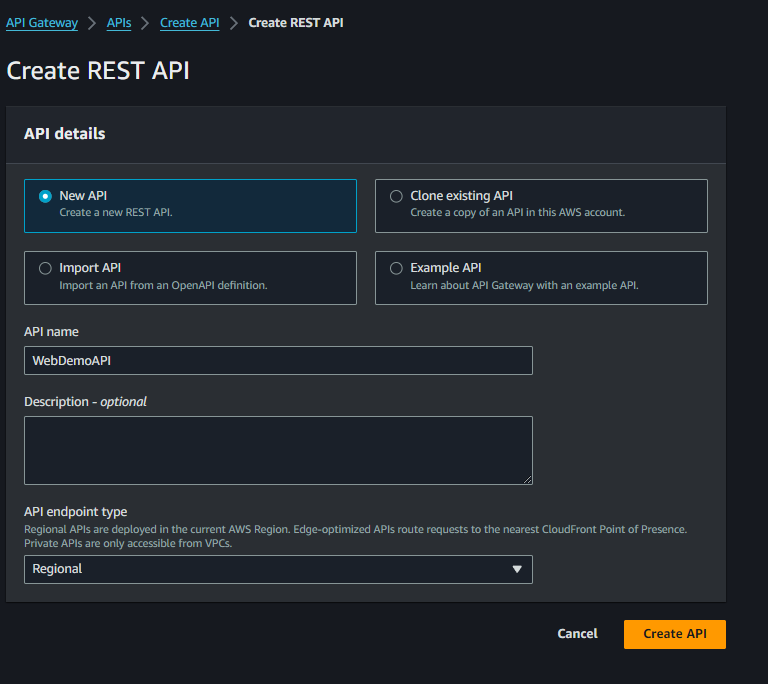 API Gateway > APIs > Create API > Create REST API
Create REST API
API details
New API
Create a new REST API.
Clone existing API
Create a copy of an API in this AWS account.
Import API
Import an API from an OpenAPI definition.
Example API
Learn about API Gateway with an example API.
API name
WebDemoAPI
Description - optional
API endpoint type
Regional APIs are deployed in the current AWS Region. Edge-optimized APIs route requests to the nearest CloudFront Point of Presence.
Private APIs are only accessible from VPCs.
Regional
Cancel
Create API